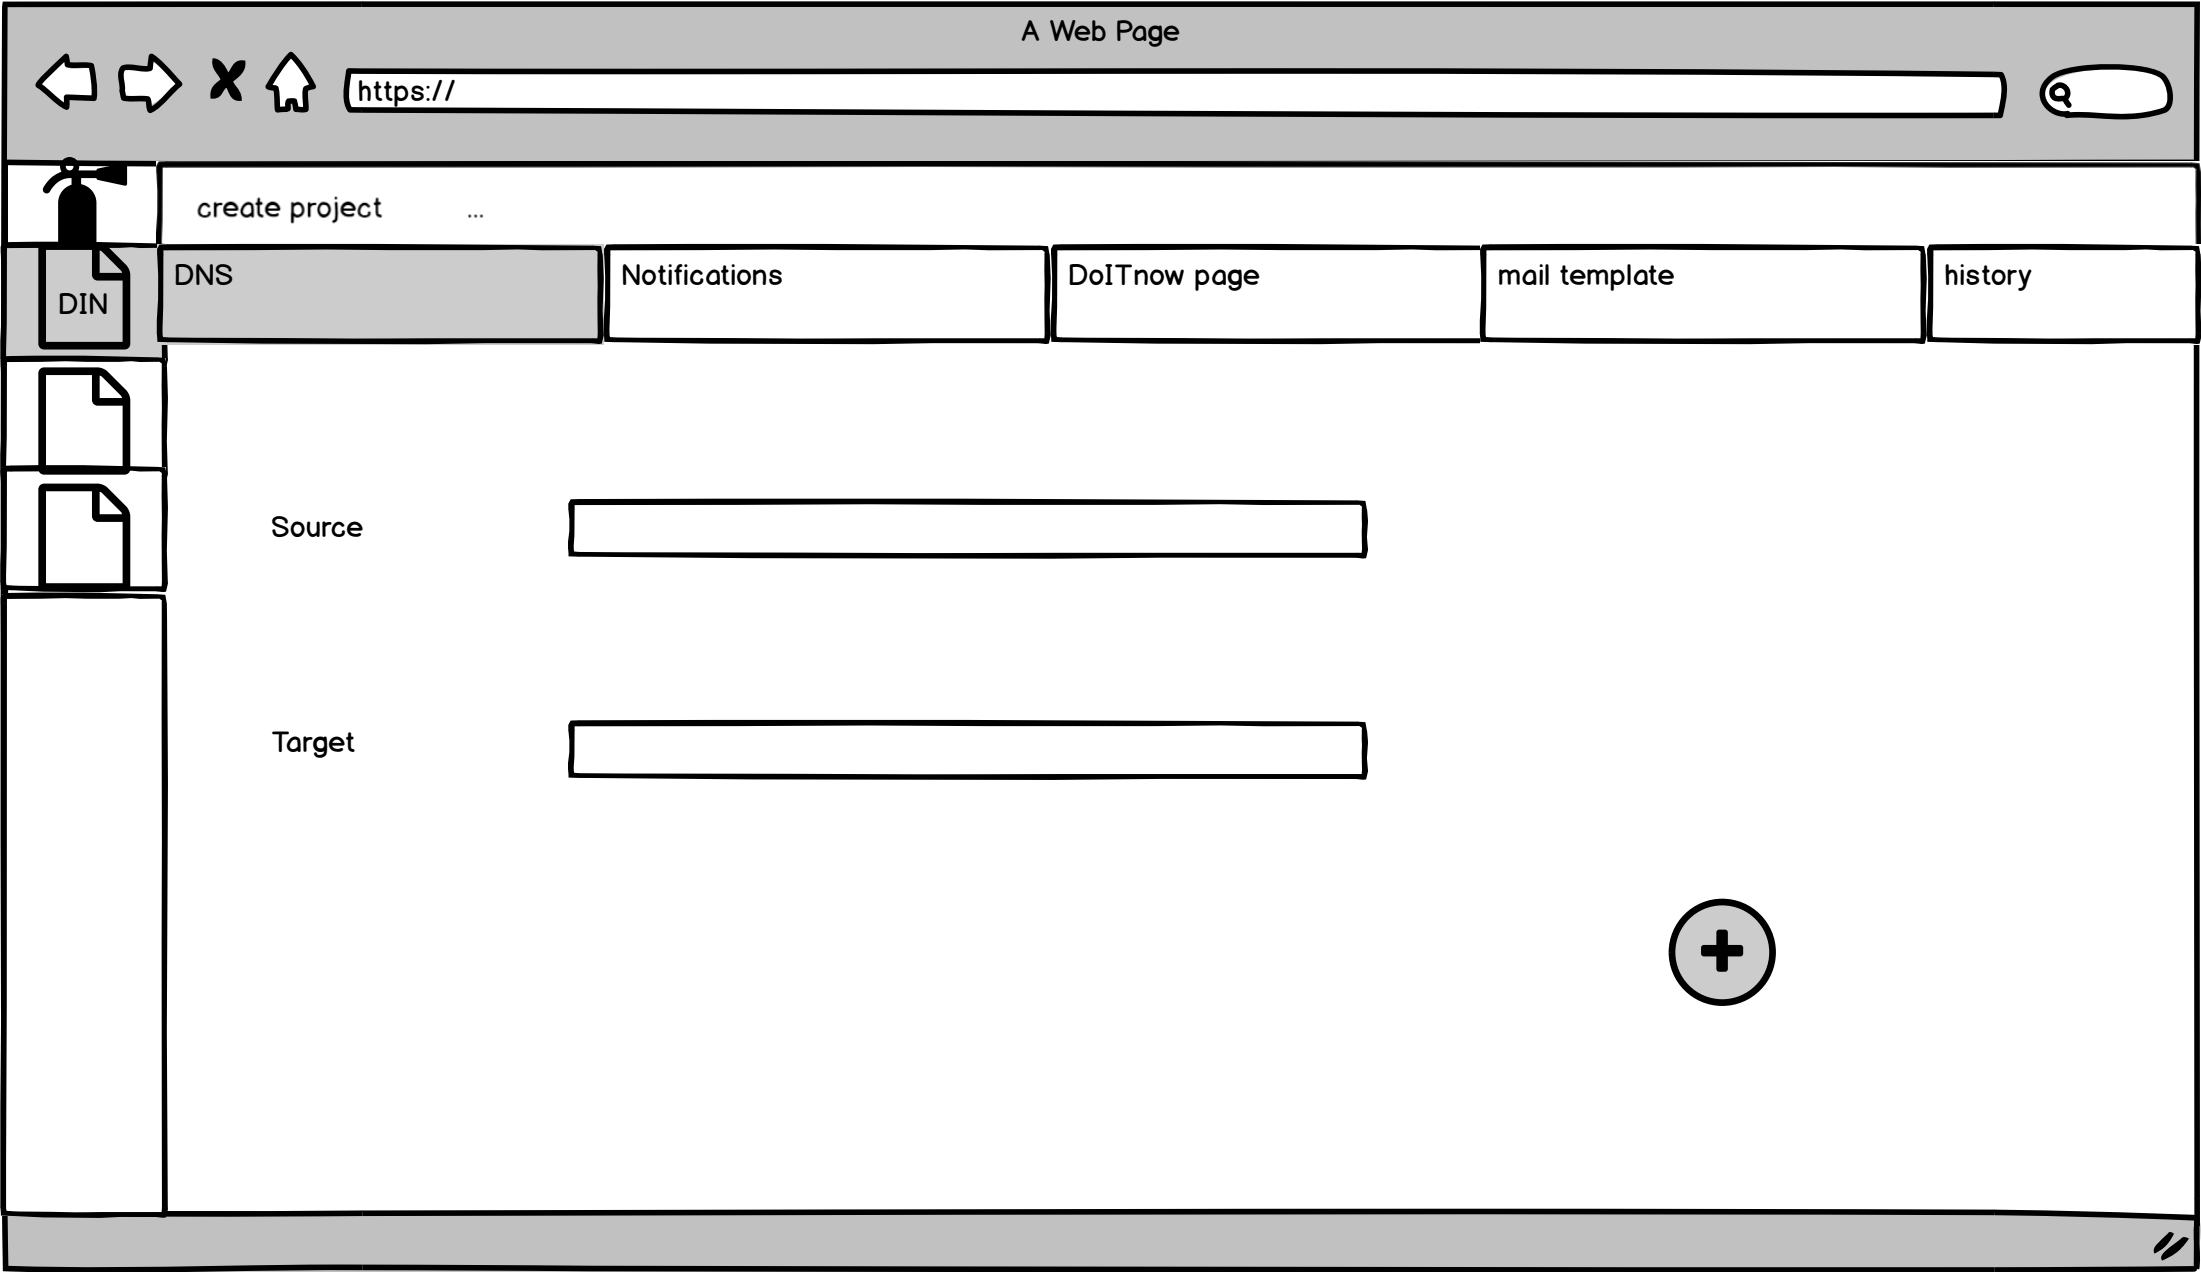 A Web Page
https://
create project ...
DIN
DNS
Notifications
DoITnow page
mail template
history
Source
Target